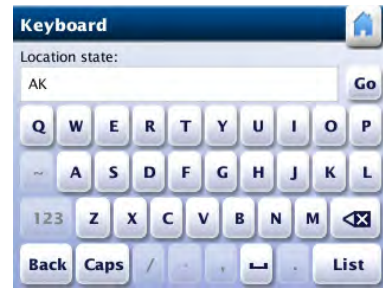 Keyboard
Location state:
AK Go
Q W E R T Y U I O P
~ A S D F G H J K L
123 Z X C V B N M
Back Caps / - , . List